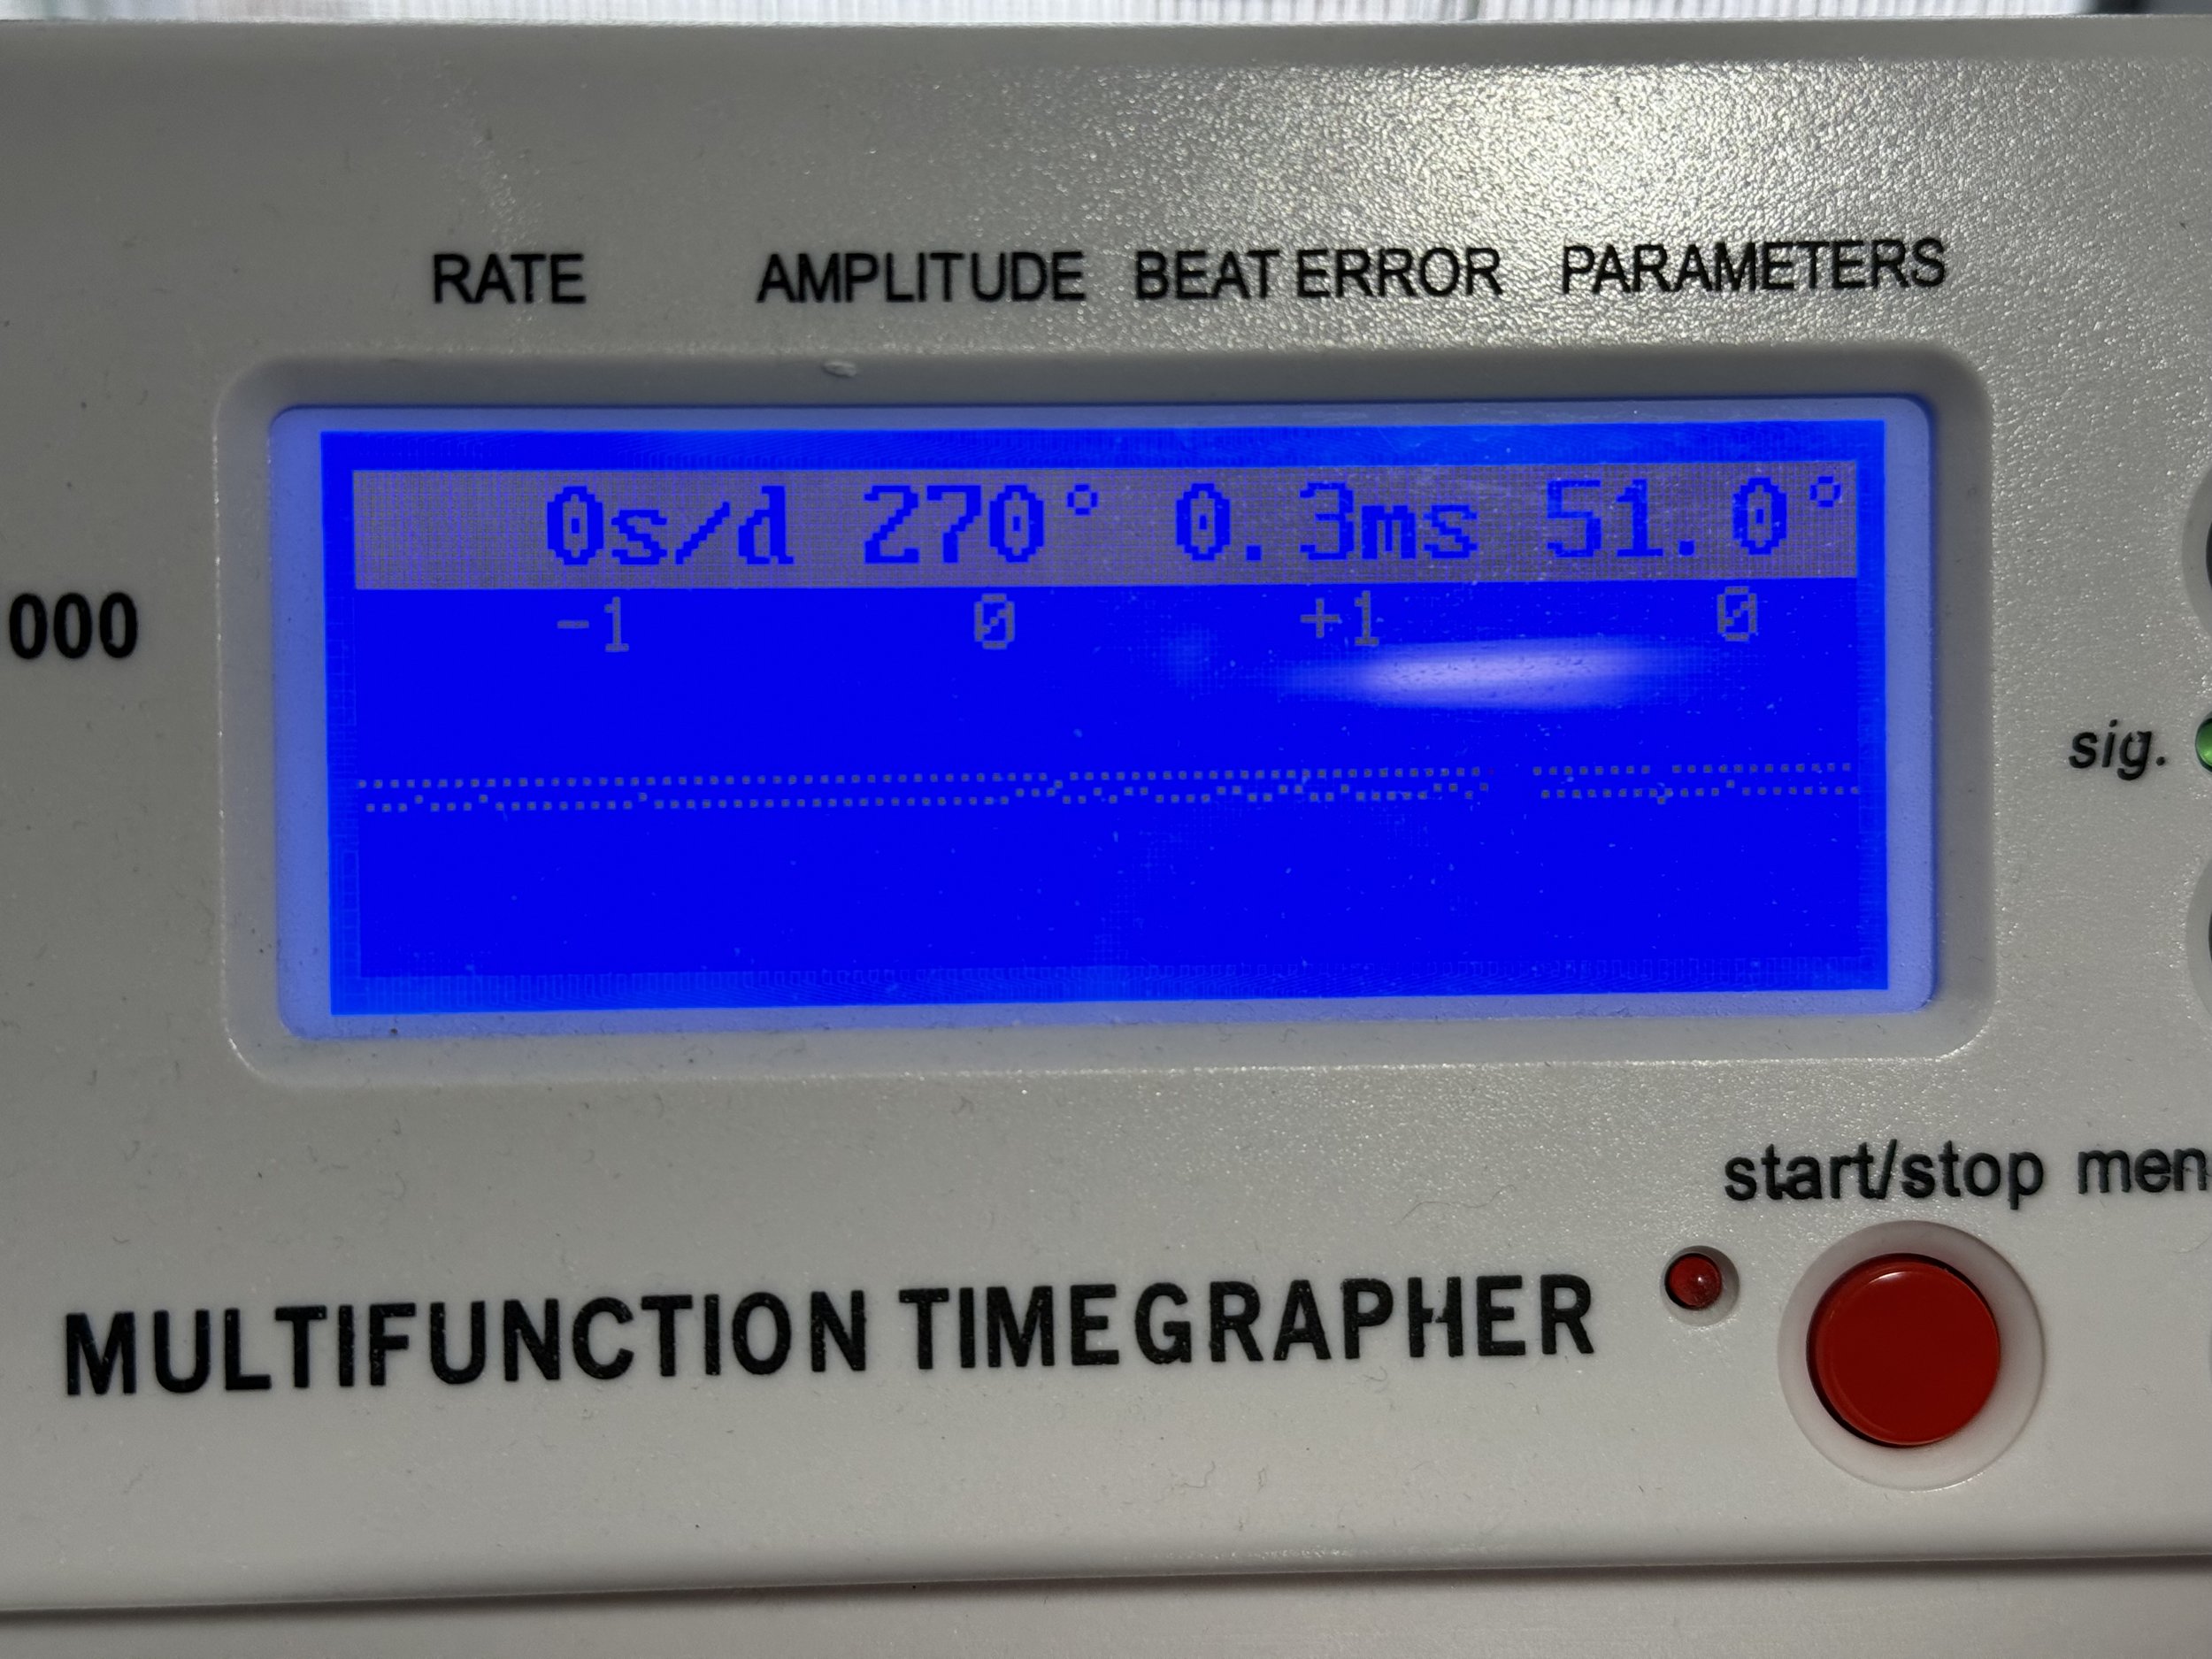 RATE AMPLITUDE BEAT ERROR PARAMETERS
0s/d 270° 0.3ms 51.0°
-1 0 +1 0
000
sig.
start/stop men
MULTIFUNCTION TIMEGRAPHER